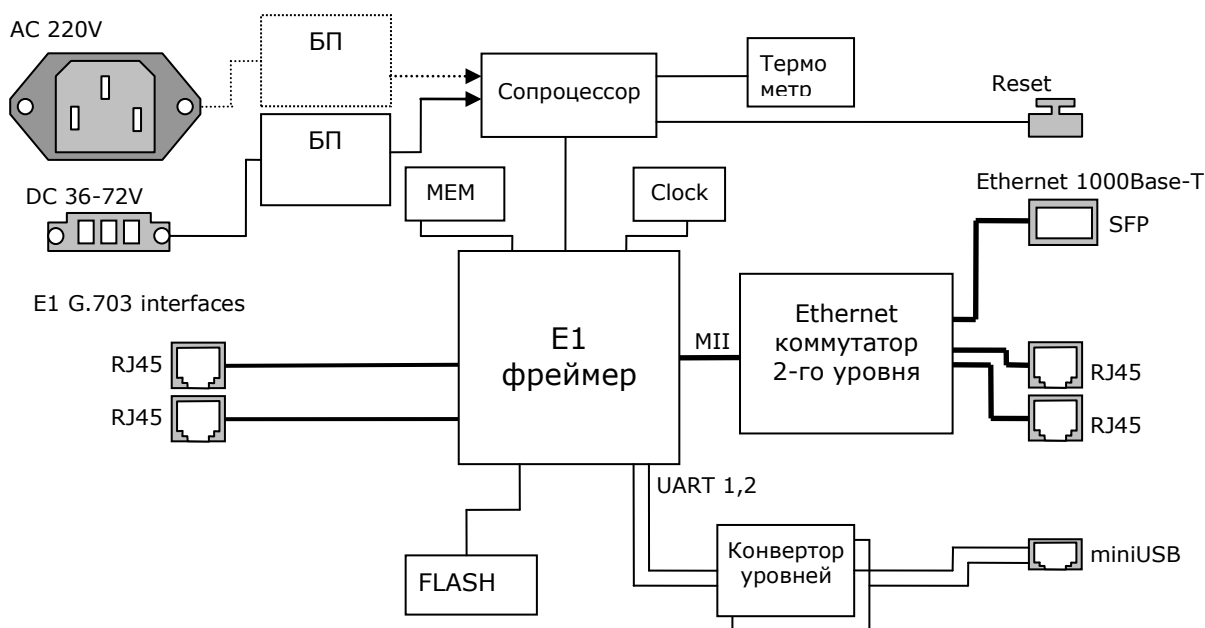 AC 220V
БП
Сопроцессор
Термо
метр
Reset
БП
DC 36-72V
MEM
Clock
Ethernet 1000Base-T
SFP
E1 G.703 interfaces
RJ45
RJ45
E1
фреймер
MII
Ethernet
коммутатор
2-го уровня
RJ45
RJ45
UART 1,2
FLASH
Конвертор
уровней
miniUSB